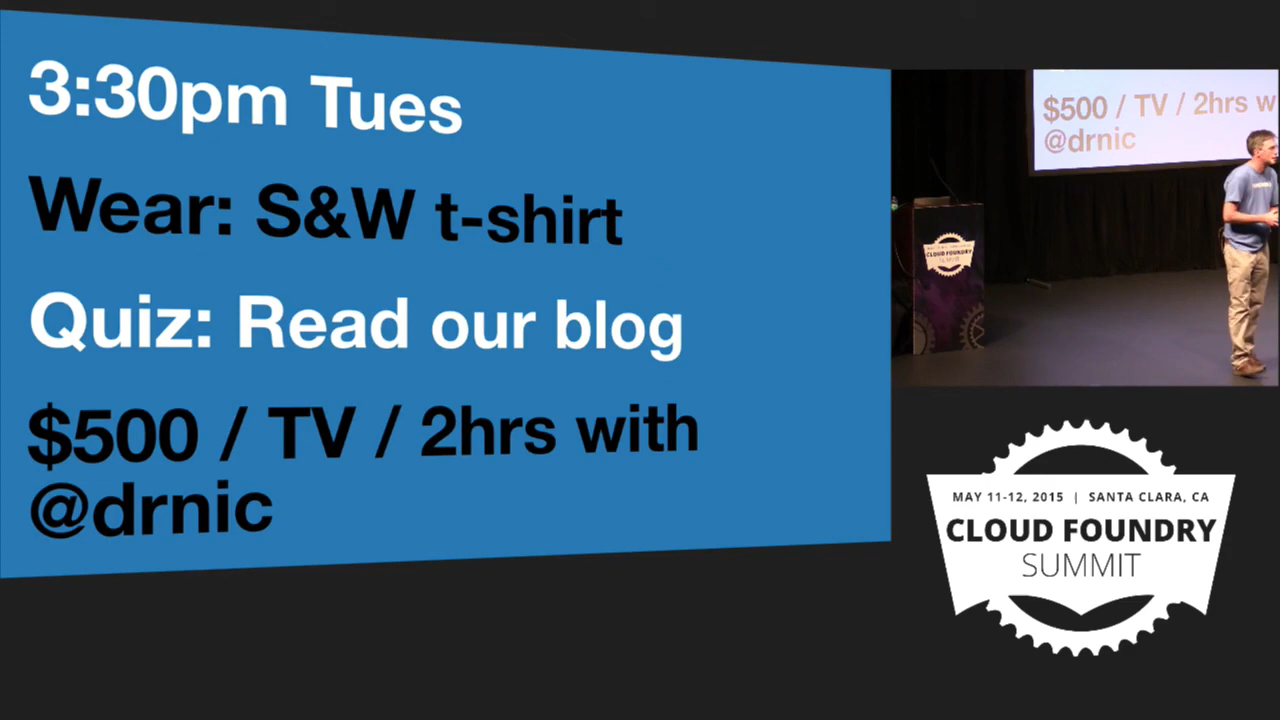 3:30pm Tues
Wear: S&W t-shirt
Quiz: Read our blog
$500 / TV / 2hrs with
@drnic
$500 / TV / 2hrs w
@drnic
CLOUD FOUNDRY
SUMMIT
MAY 11-12, 2015 | SANTA CLARA, CA
CLOUD FOUNDRY
SUMMIT